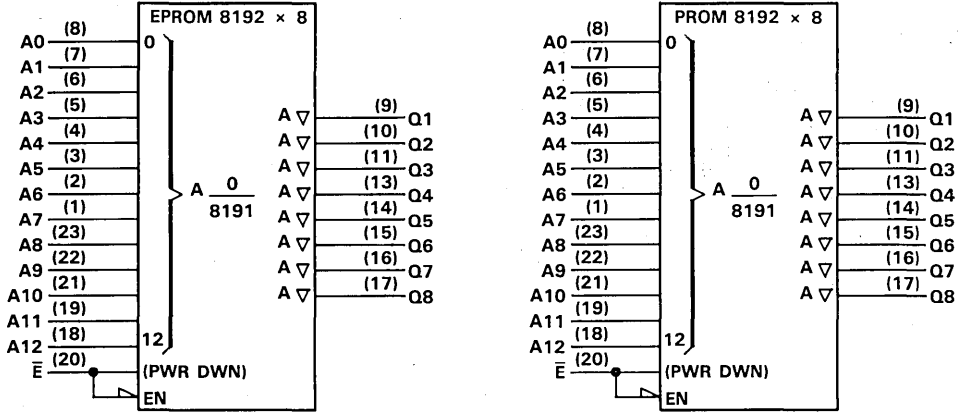 EPROM 8192 × 8
A0 (8) 0
A1 (7)
A2 (6)
A3 (5)
A4 (4)
A5 (3)
A6 (2)
A7 (1)
A8 (23)
A9 (22)
A10 (21)
A11 (19)
A12 (18) 12
E̅ (20) (PWR DWN)
EN
A 0
8191
A ▽ (9) Q1
A ▽ (10) Q2
A ▽ (11) Q3
A ▽ (13) Q4
A ▽ (14) Q5
A ▽ (15) Q6
A ▽ (16) Q7
A ▽ (17) Q8
PROM 8192 × 8
A0 (8) 0
A1 (7)
A2 (6)
A3 (5)
A4 (4)
A5 (3)
A6 (2)
A7 (1)
A8 (23)
A9 (22)
A10 (21)
A11 (19)
A12 (18) 12
E̅ (20) (PWR DWN)
EN
A 0
8191
A ▽ (9) Q1
A ▽ (10) Q2
A ▽ (11) Q3
A ▽ (13) Q4
A ▽ (14) Q5
A ▽ (15) Q6
A ▽ (16) Q7
A ▽ (17) Q8